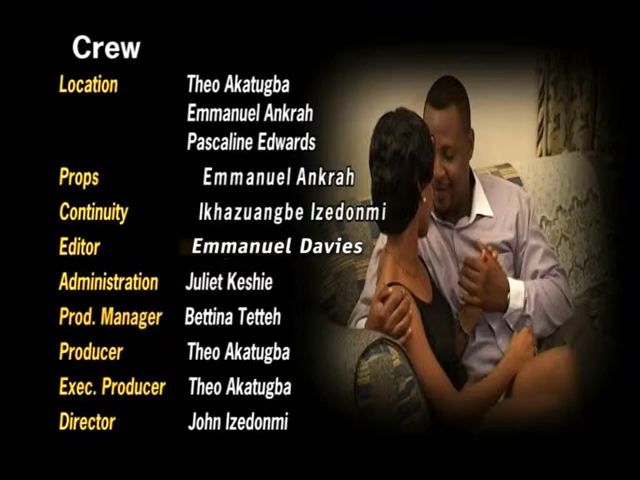 Crew
Location Theo Akatugba
Emmanuel Ankrah
Pascaline Edwards
Props Emmanuel Ankrah
Continuity Ikhazuangbe Izedonmi
Editor Emmanuel Davies
Administration Juliet Keshie
Prod. Manager Bettina Tetteh
Producer Theo Akatugba
Exec. Producer Theo Akatugba
Director John Izedonmi